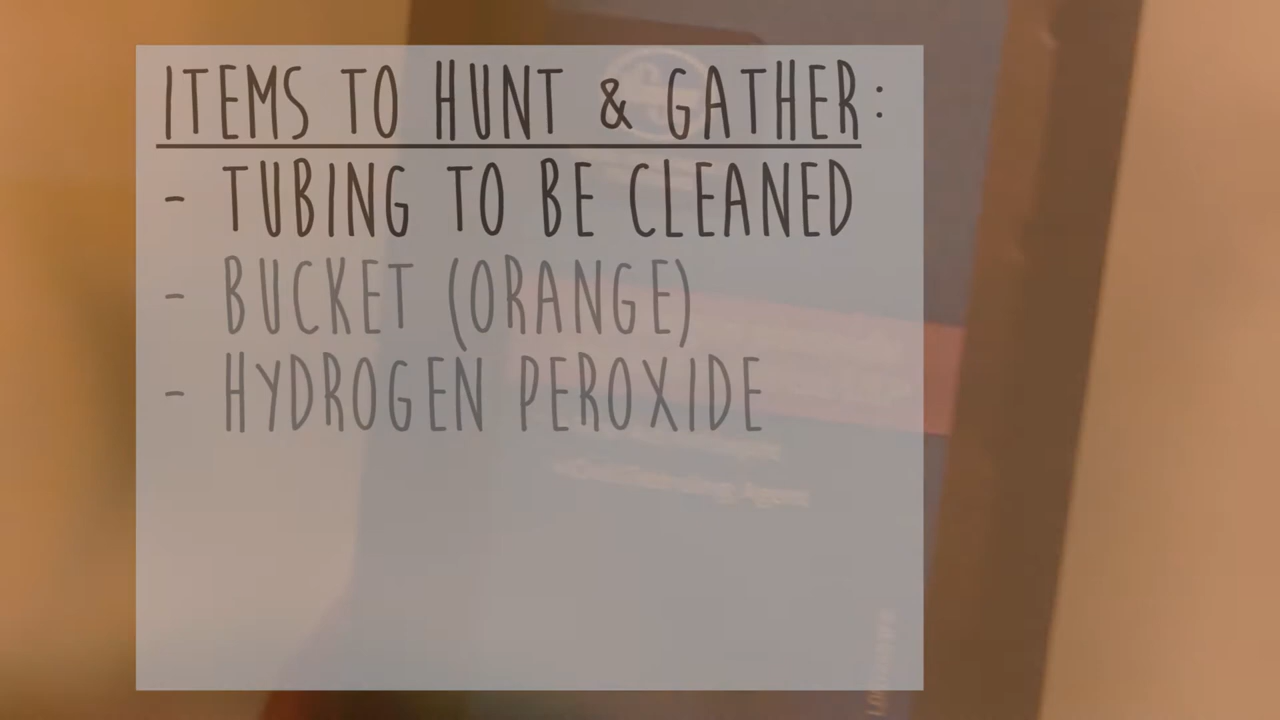 ITEMS TO HUNT & GATHER:
- TUBING TO BE CLEANED
- BUCKET (ORANGE)
- HYDROGEN PEROXIDE